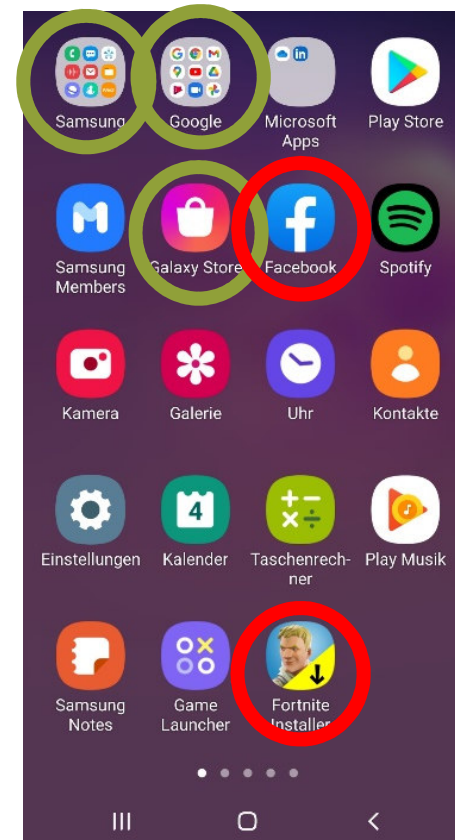 Samsung
Google
Microsoft
Apps
Play Store
Samsung
Members
Galaxy Store
Facebook
Spotify
Kamera
Galerie
Uhr
Kontakte
4
Einstellungen
Kalender
Taschenrech-
ner
Play Musik
Samsung
Notes
Game
Launcher
Fortnite
Installer